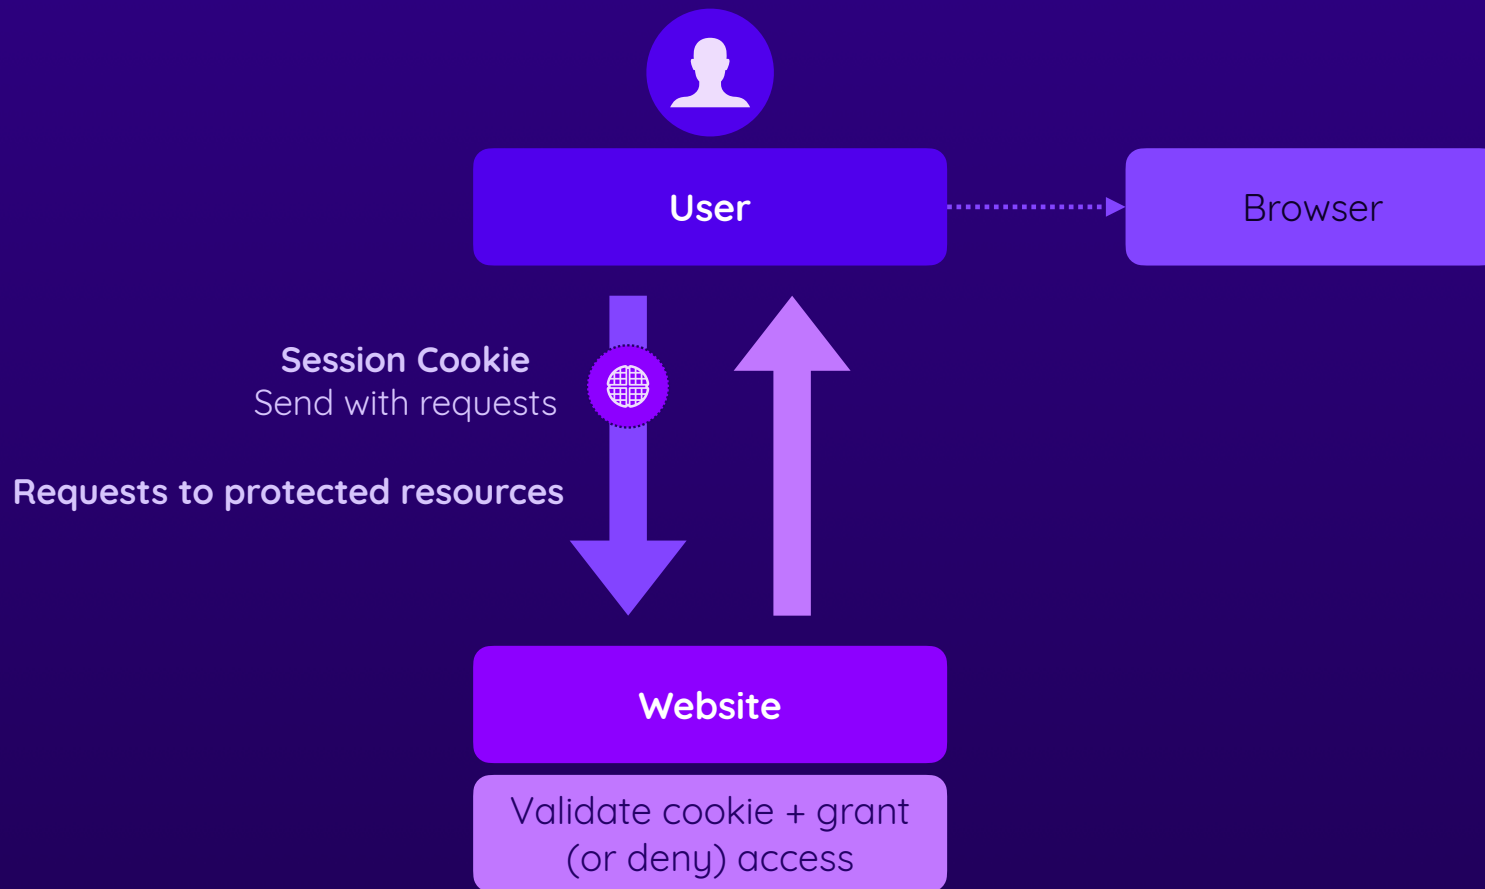 User
Browser
Session Cookie
Send with requests
Requests to protected resources
Website
Validate cookie + grant
(or deny) access